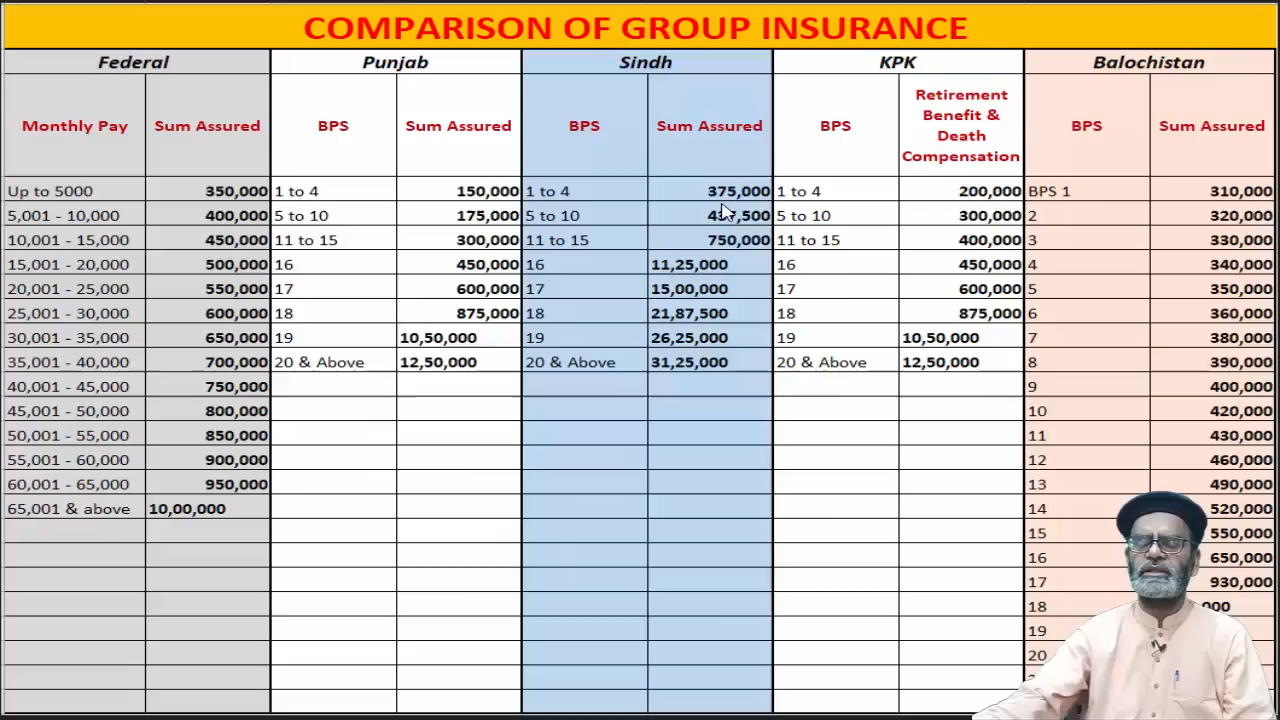 COMPARISON OF GROUP INSURANCE
Federal Punjab Sindh KPK Balochistan
Monthly Pay Sum Assured BPS Sum Assured BPS Sum Assured BPS Retirement Benefit & Death Compensation BPS Sum Assured
Up to 5000 350,000 1 to 4 150,000 1 to 4 375,000 1 to 4 200,000 BPS 1 310,000
5,001 - 10,000 400,000 5 to 10 175,000 5 to 10 5 to 10 300,000 2 320,000
10,001 - 15,000 450,000 11 to 15 300,000 11 to 15 750,000 11 to 15 400,000 3 330,000
15,001 - 20,000 500,000 16 450,000 16 11,25,000 16 450,000 4 340,000
20,001 - 25,000 550,000 17 600,000 17 15,00,000 17 600,000 5 350,000
25,001 - 30,000 600,000 18 875,000 18 21,87,500 18 875,000 6 360,000
30,001 - 35,000 650,000 19 10,50,000 19 26,25,000 19 10,50,000 7 380,000
35,001 - 40,000 700,000 20 & Above 12,50,000 20 & Above 31,25,000 20 & Above 12,50,000 8 390,000
40,001 - 45,000 750,000 9 400,000
45,001 - 50,000 800,000 10 420,000
50,001 - 55,000 850,000 11 430,000
55,001 - 60,000 900,000 12 460,000
60,001 - 65,000 950,000 13 490,000
65,001 & above 10,00,000 14 520,000
15 550,000
16 650,000
17 930,000
18
19
20